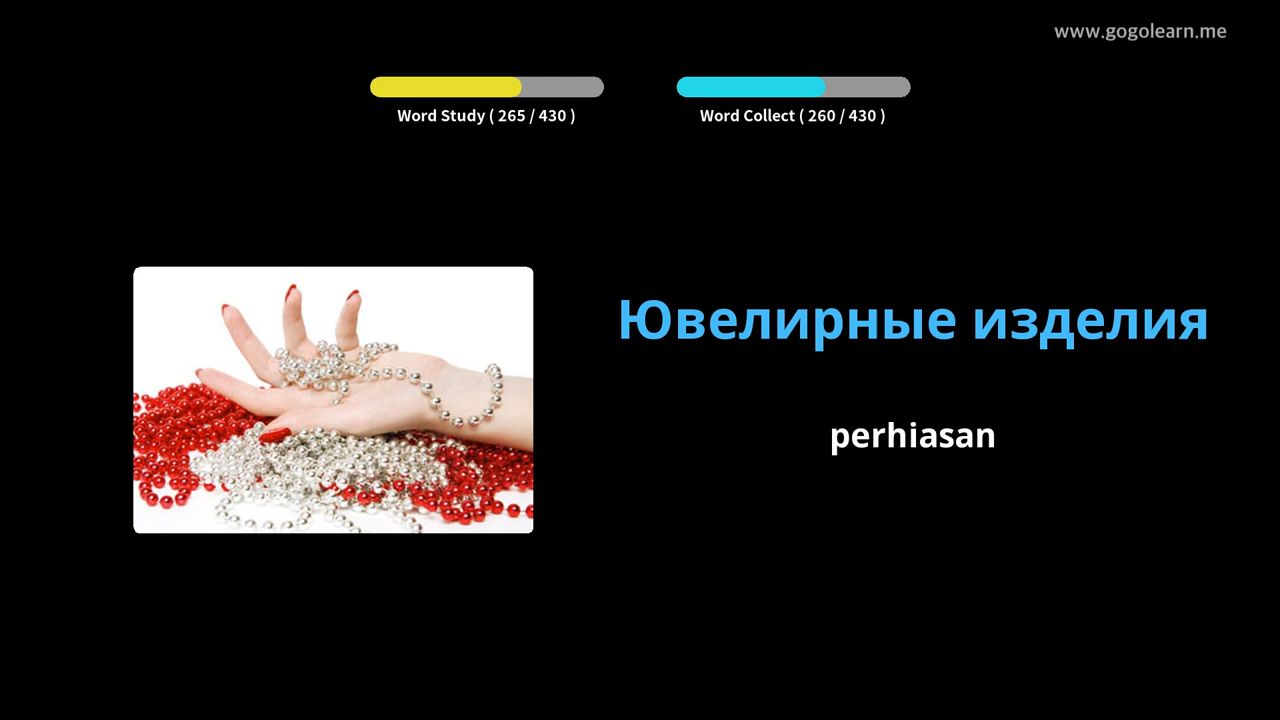 www.gogolearn.me
Word Study ( 265 / 430 )
Word Collect ( 260 / 430 )
Ювелирные изделия
perhiasan